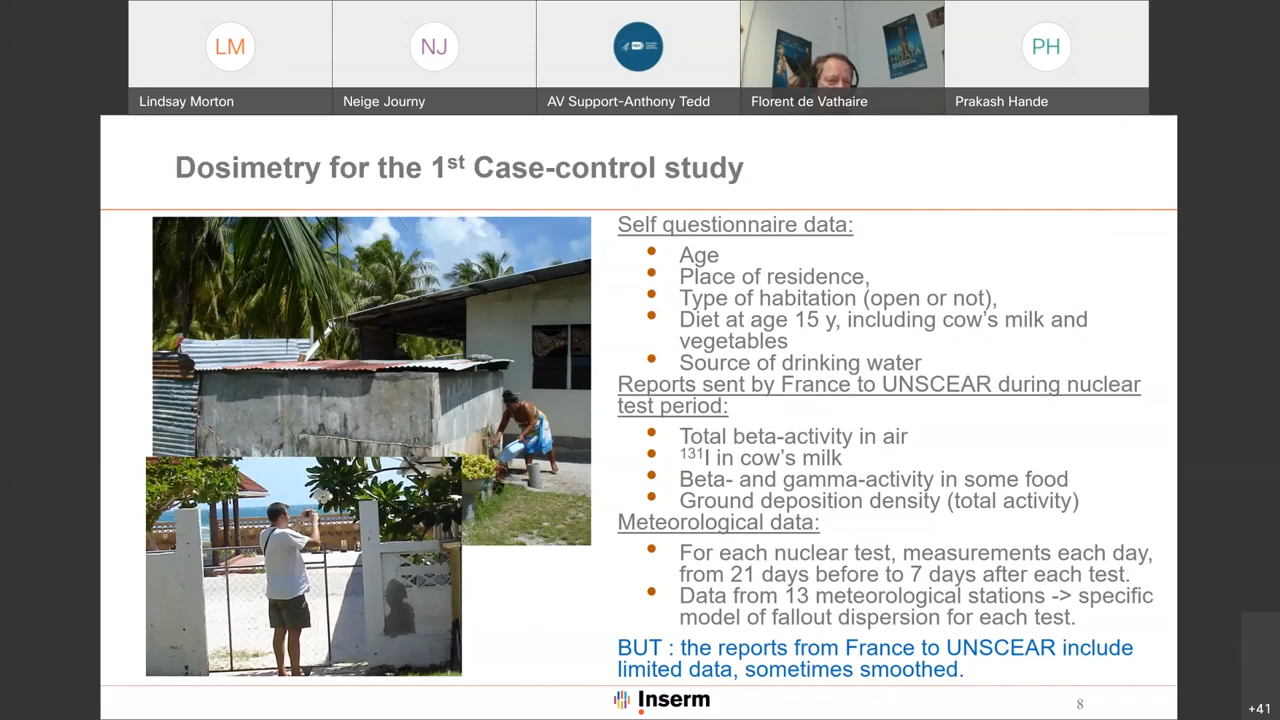 LM
NJ
PH
Lindsay Morton
Neige Journy
AV Support-Anthony Tedd
Florent de Vathaire
Prakash Hande
Dosimetry for the 1st Case-control study
Self questionnaire data:
• Age
• Place of residence,
• Type of habitation (open or not),
• Diet at age 15 y, including cow's milk and
vegetables
• Source of drinking water
Reports sent by France to UNSCEAR during nuclear
test period:
• Total beta-activity in air
• 131I in cow's milk
• Beta- and gamma-activity in some food
• Ground deposition density (total activity)
Meteorological data:
• For each nuclear test, measurements each day,
from 21 days before to 7 days after each test.
• Data from 13 meteorological stations -> specific
model of fallout dispersion for each test.
BUT : the reports from France to UNSCEAR include
limited data, sometimes smoothed.
Inserm
8
+41